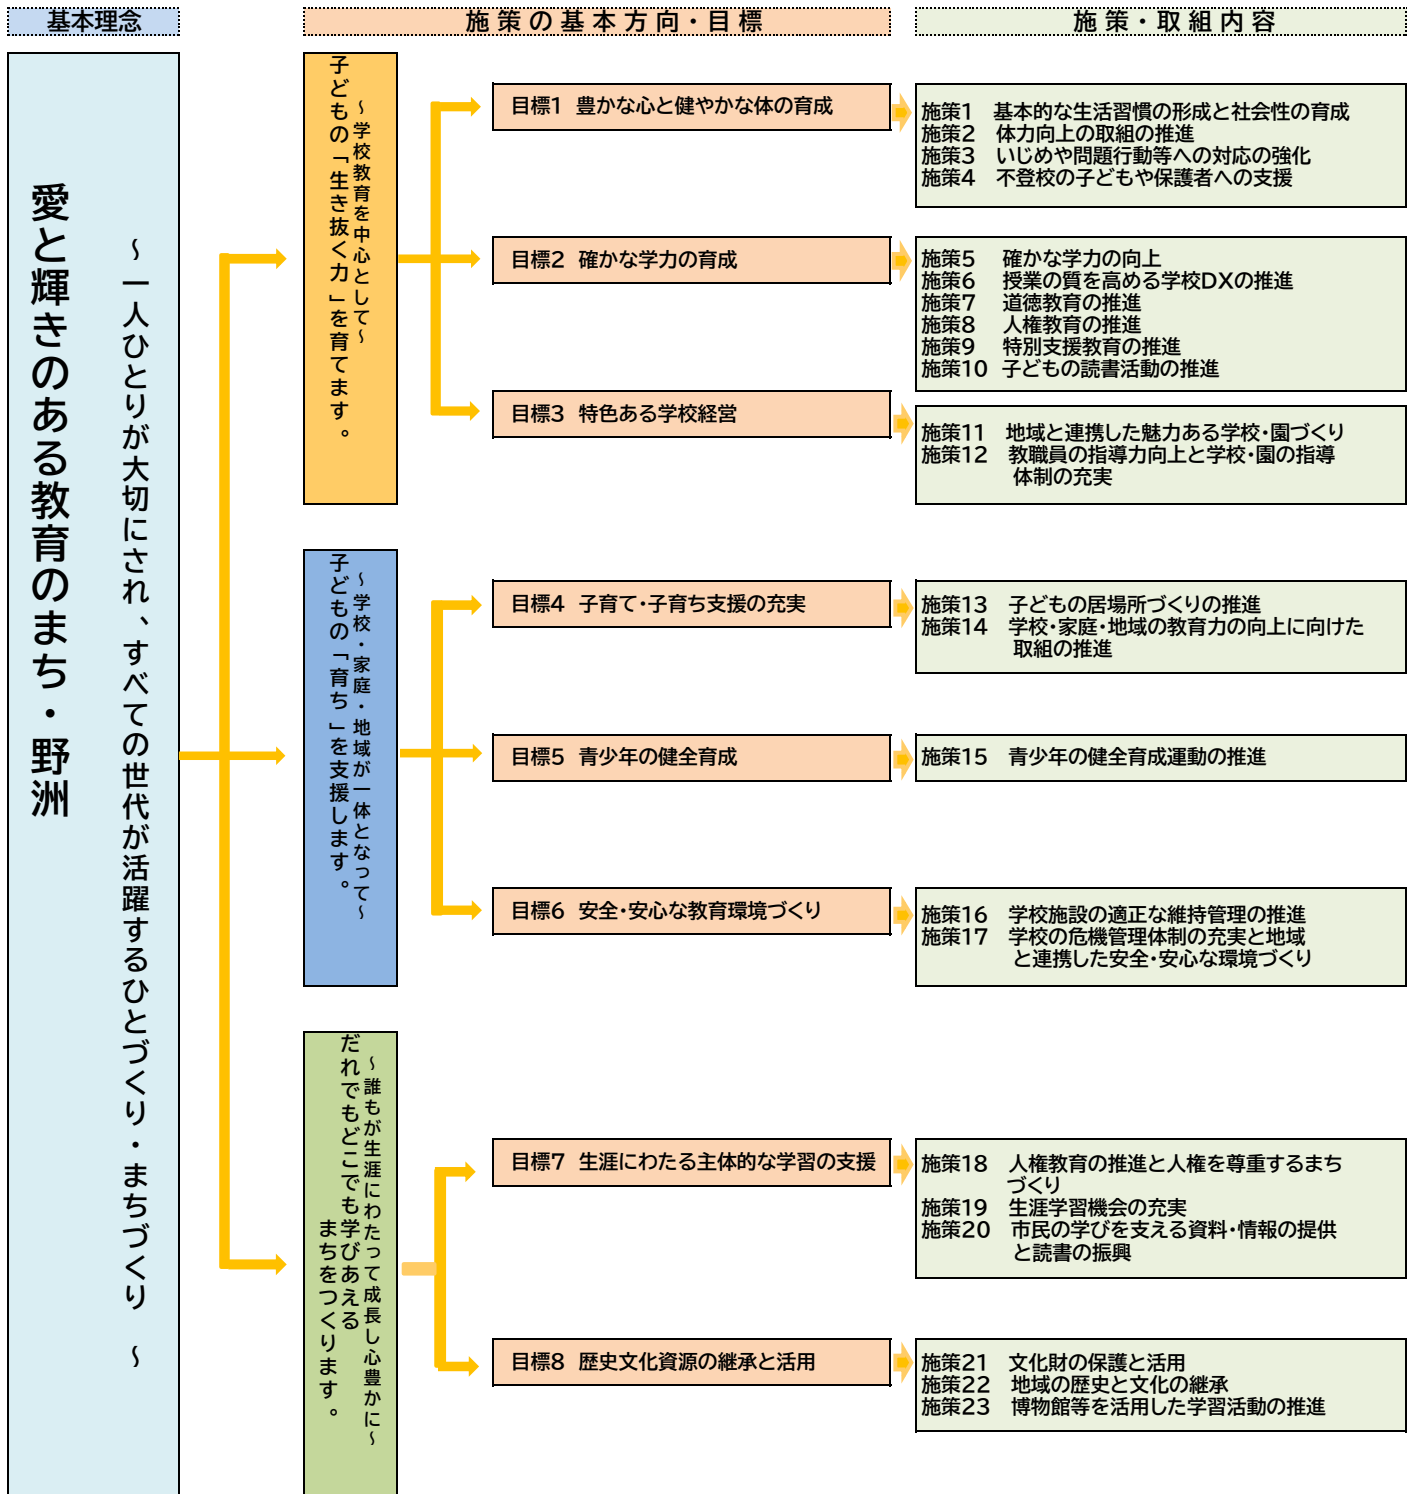 基本理念
施策の基本方向・目標
施策・取組内容
愛と輝きのある教育のまち・野洲
～一人ひとりが大切にされ、すべての世代が活躍するひとづくり・まちづくり ～
～学校教育を中心として～
子どもの「生き抜く力」を育てます。
目標1 豊かな心と健やかな体の育成
施策1 基本的な生活習慣の形成と社会性の育成
施策2 体力向上の取組の推進
施策3 いじめや問題行動等への対応の強化
施策4 不登校の子どもや保護者への支援
目標2 確かな学力の育成
施策5 確かな学力の向上
施策6 授業の質を高める学校DXの推進
施策7 道徳教育の推進
施策8 人権教育の推進
施策9 特別支援教育の推進
施策10 子どもの読書活動の推進
目標3 特色ある学校経営
施策11 地域と連携した魅力ある学校・園づくり
施策12 教職員の指導力向上と学校・園の指導
体制の充実
～学校・家庭・地域が一体となって～
子どもの「育ち」を支援します。
目標4 子育て・子育ち支援の充実
施策13 子どもの居場所づくりの推進
施策14 学校・家庭・地域の教育力の向上に向けた
取組の推進
目標5 青少年の健全育成
施策15 青少年の健全育成運動の推進
目標6 安全・安心な教育環境づくり
施策16 学校施設の適正な維持管理の推進
施策17 学校の危機管理体制の充実と地域
と連携した安全・安心な環境づくり
～誰もが生涯にわたって成長し心豊かに～
だれでもどこでも学びあえる
まちをつくります。
目標7 生涯にわたる主体的な学習の支援
施策18 人権教育の推進と人権を尊重するまち
づくり
施策19 生涯学習機会の充実
施策20 市民の学びを支える資料・情報の提供
と読書の振興
目標8 歴史文化資源の継承と活用
施策21 文化財の保護と活用
施策22 地域の歴史と文化の継承
施策23 博物館等を活用した学習活動の推進